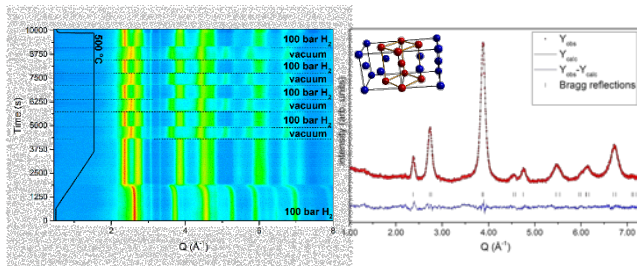 10000
8750
7500
6250
5000
3750
2500
1250
0
Time (s)
500 °C
100 bar H2
vacuum
100 bar H2
vacuum
100 bar H2
vacuum
100 bar H2
vacuum
100 bar H2
2 3 4 5 6 7 8
Q (Å-1)
Intensity (arb. units)
Yobs
Ycalc
Yobs-Ycalc
Bragg reflections
1.00 2.00 3.00 4.00 5.00 6.00 7.00
Q (Å-1)